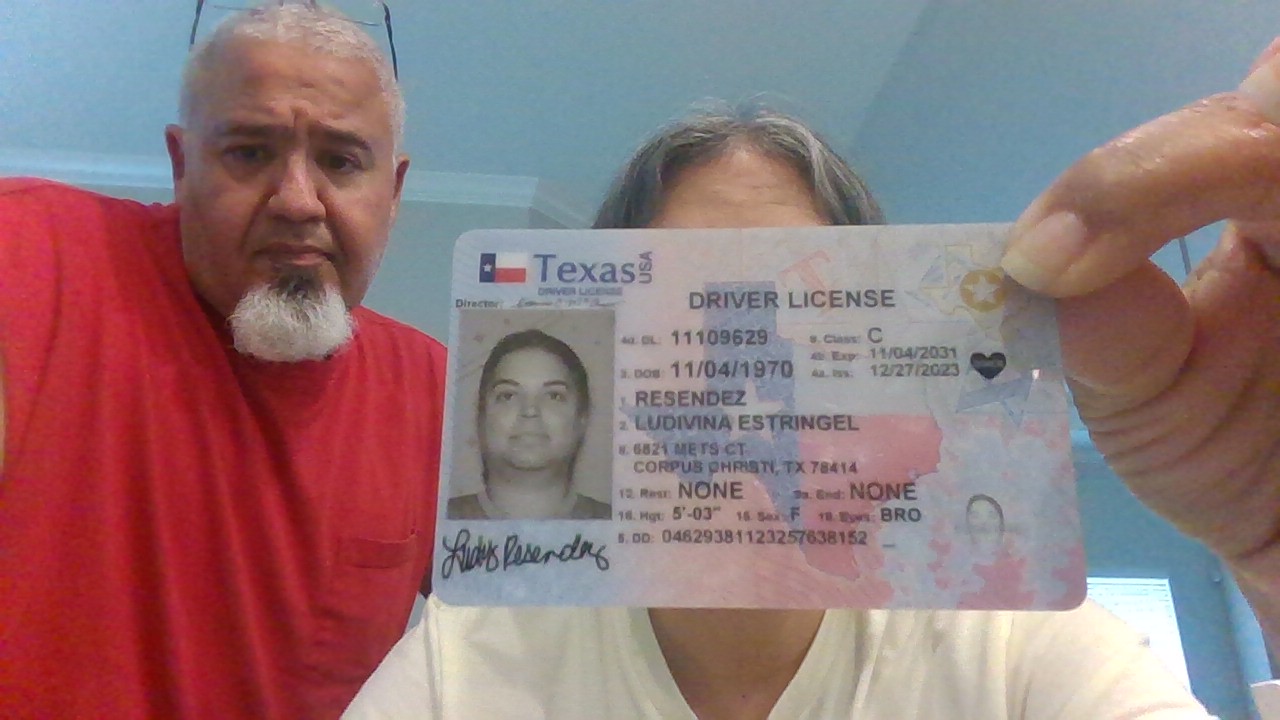 Texas USA
DRIVER LICENSE
Director:
DRIVER LICENSE
4d. DL: 11109629 9. Class: C
4b. Exp: 11/04/2031
3. DOB: 11/04/1970 4a. Iss: 12/27/2023
1. RESENDEZ
2. LUDIVINA ESTRINGEL
8. 6821 METS CT
CORPUS CHRISTI, TX 78414
12. Rest: NONE 9a. End: NONE
16. Hgt: 5'-03" 15. Sex: F 18. Eyes: BRO
5. DD: 04629381123257638152
Ludys Resendez